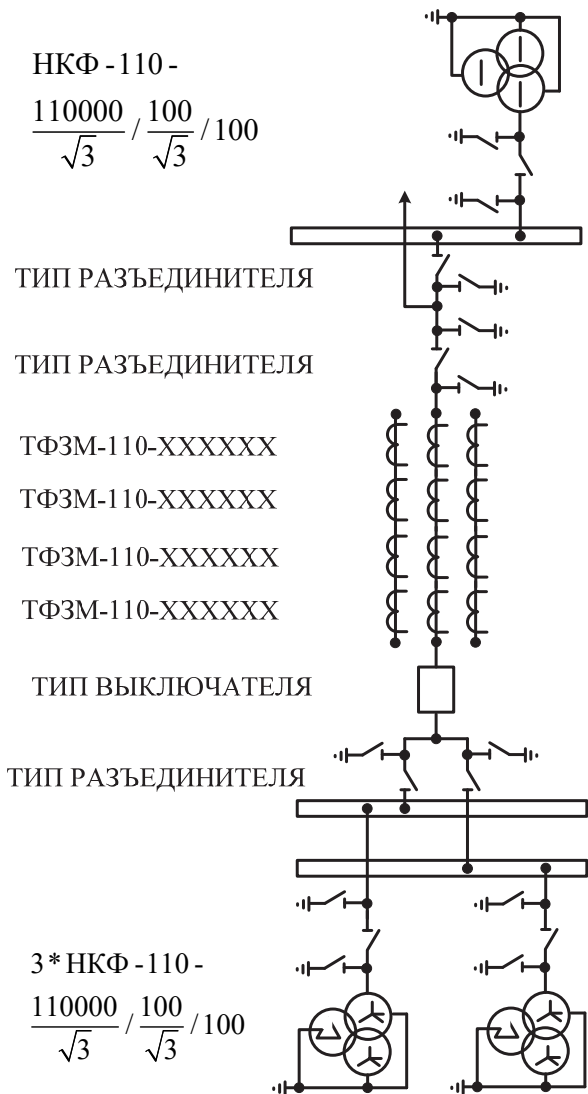 НКФ -110 -
110000/√3 / 100/√3 / 100
ТИП РАЗЪЕДИНИТЕЛЯ
ТИП РАЗЪЕДИНИТЕЛЯ
ТФЗМ-110-XXXXXX
ТФЗМ-110-XXXXXX
ТФЗМ-110-XXXXXX
ТФЗМ-110-XXXXXX
ТИП ВЫКЛЮЧАТЕЛЯ
ТИП РАЗЪЕДИНИТЕЛЯ
3* НКФ -110 -
110000/√3 / 100/√3 / 100